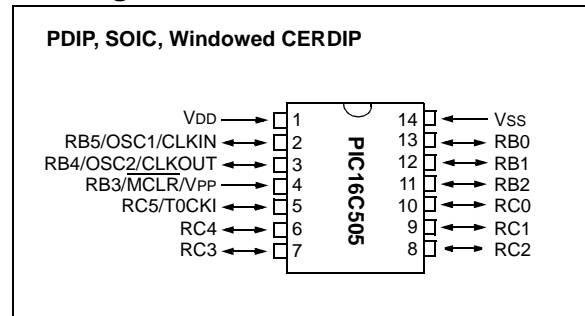 PDIP, SOIC, Windowed CERDIP
VDD 1 14 VSS
RB5/OSC1/CLKIN 2 13 RB0
RB4/OSC2/CLKOUT 3 12 RB1
RB3/MCLR/VPP 4 11 RB2
RC5/T0CKI 5 10 RC0
RC4 6 9 RC1
RC3 7 8 RC2
PIC16C505